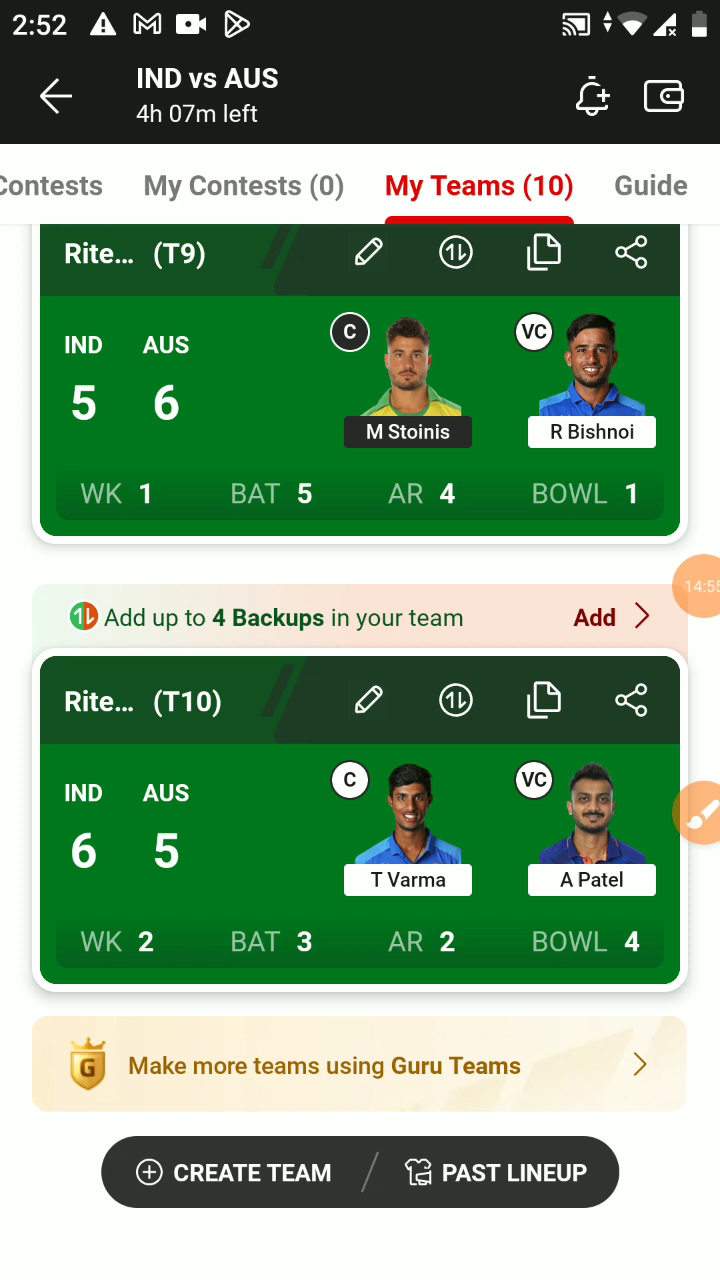 2:52
IND vs AUS
4h 07m left
Contests My Contests (0) My Teams (10) Guide
Rite... (T9)
C VC
IND AUS
5 6
M Stoinis R Bishnoi
WK 1 BAT 5 AR 4 BOWL 1
14:55
Add up to 4 Backups in your team Add
Rite... (T10)
C VC
IND AUS
6 5
T Varma A Patel
WK 2 BAT 3 AR 2 BOWL 4
G Make more teams using Guru Teams
CREATE TEAM PAST LINEUP